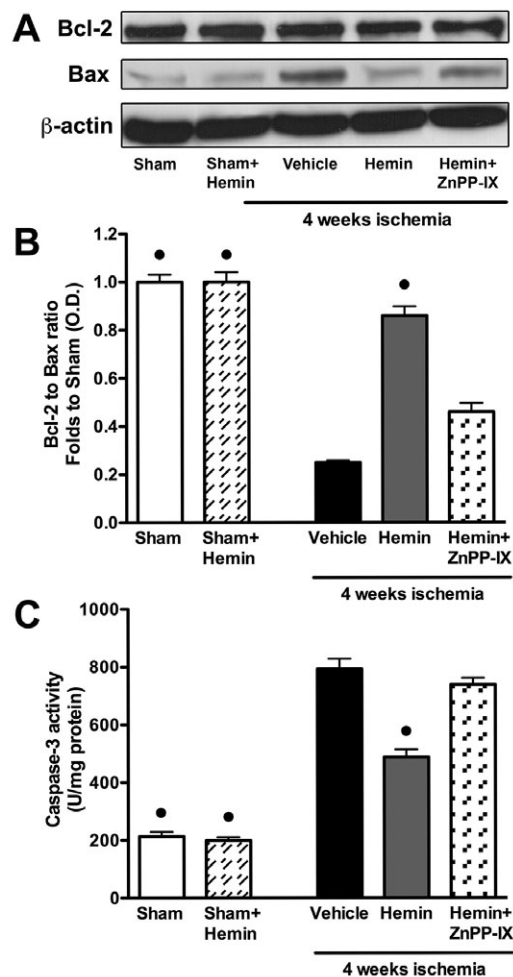 A
Bcl-2
Bax
β-actin
Sham
Sham+
Hemin
Vehicle
Hemin
Hemin+
ZnPP-IX
4 weeks ischemia
B
Bcl-2 to Bax ratio
Folds to Sham (O.D.)
1.2
1.0
0.8
0.6
0.4
0.2
0.0
Sham
Sham+
Hemin
Vehicle
Hemin
Hemin+
ZnPP-IX
4 weeks ischemia
C
Caspase-3 activity
(U/mg protein)
1000
800
600
400
200
0
Sham
Sham+
Hemin
Vehicle
Hemin
Hemin+
ZnPP-IX
4 weeks ischemia